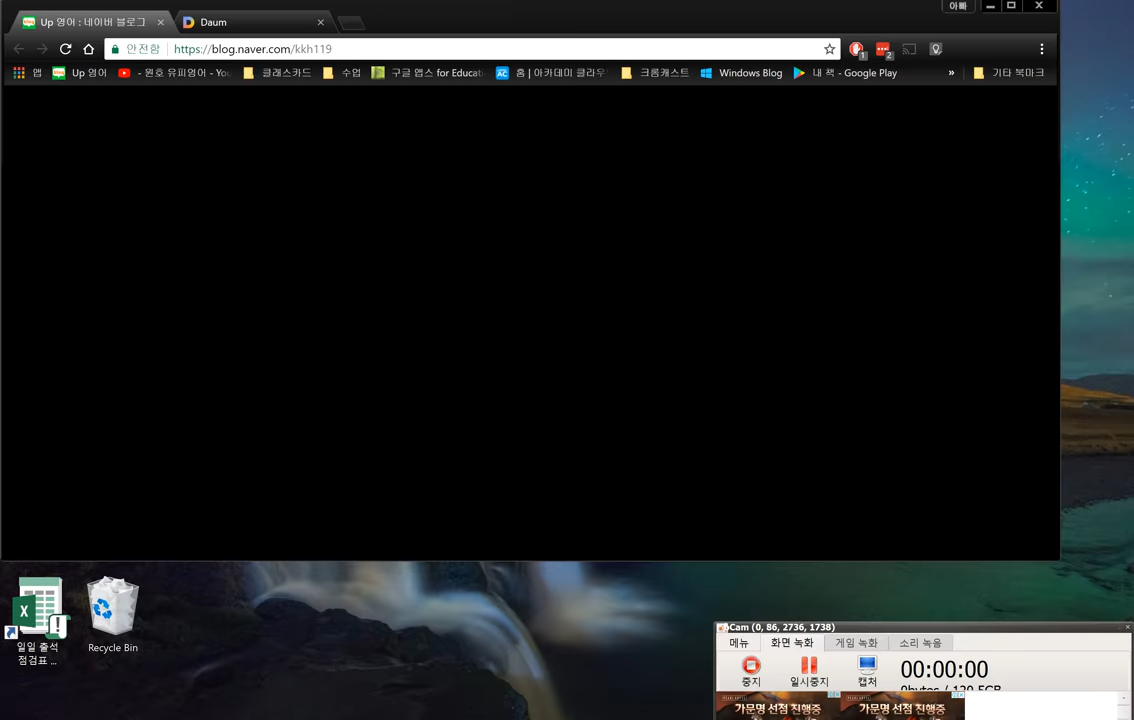 아빠
Up 영어 : 네이버 블로그
Daum
안전함 https://blog.naver.com/kkh119
1 2
앱 Up 영어 - 원호 유피영어 - You 클래스카드 수업 구글 앱스 for Educati 홈 | 아카데미 클라우 크롬캐스트 Windows Blog 내 책 - Google Play » 기타 북마크
일일 출석
점검표 ...
Recycle Bin
Cam (0, 86, 2736, 1738)
메뉴 화면 녹화 게임 녹화 소리 녹음
중지 일시중지 캡처 00:00:00
0bytes / 120.5GB
가문명 선점 진행중 가문명 선점 진행중